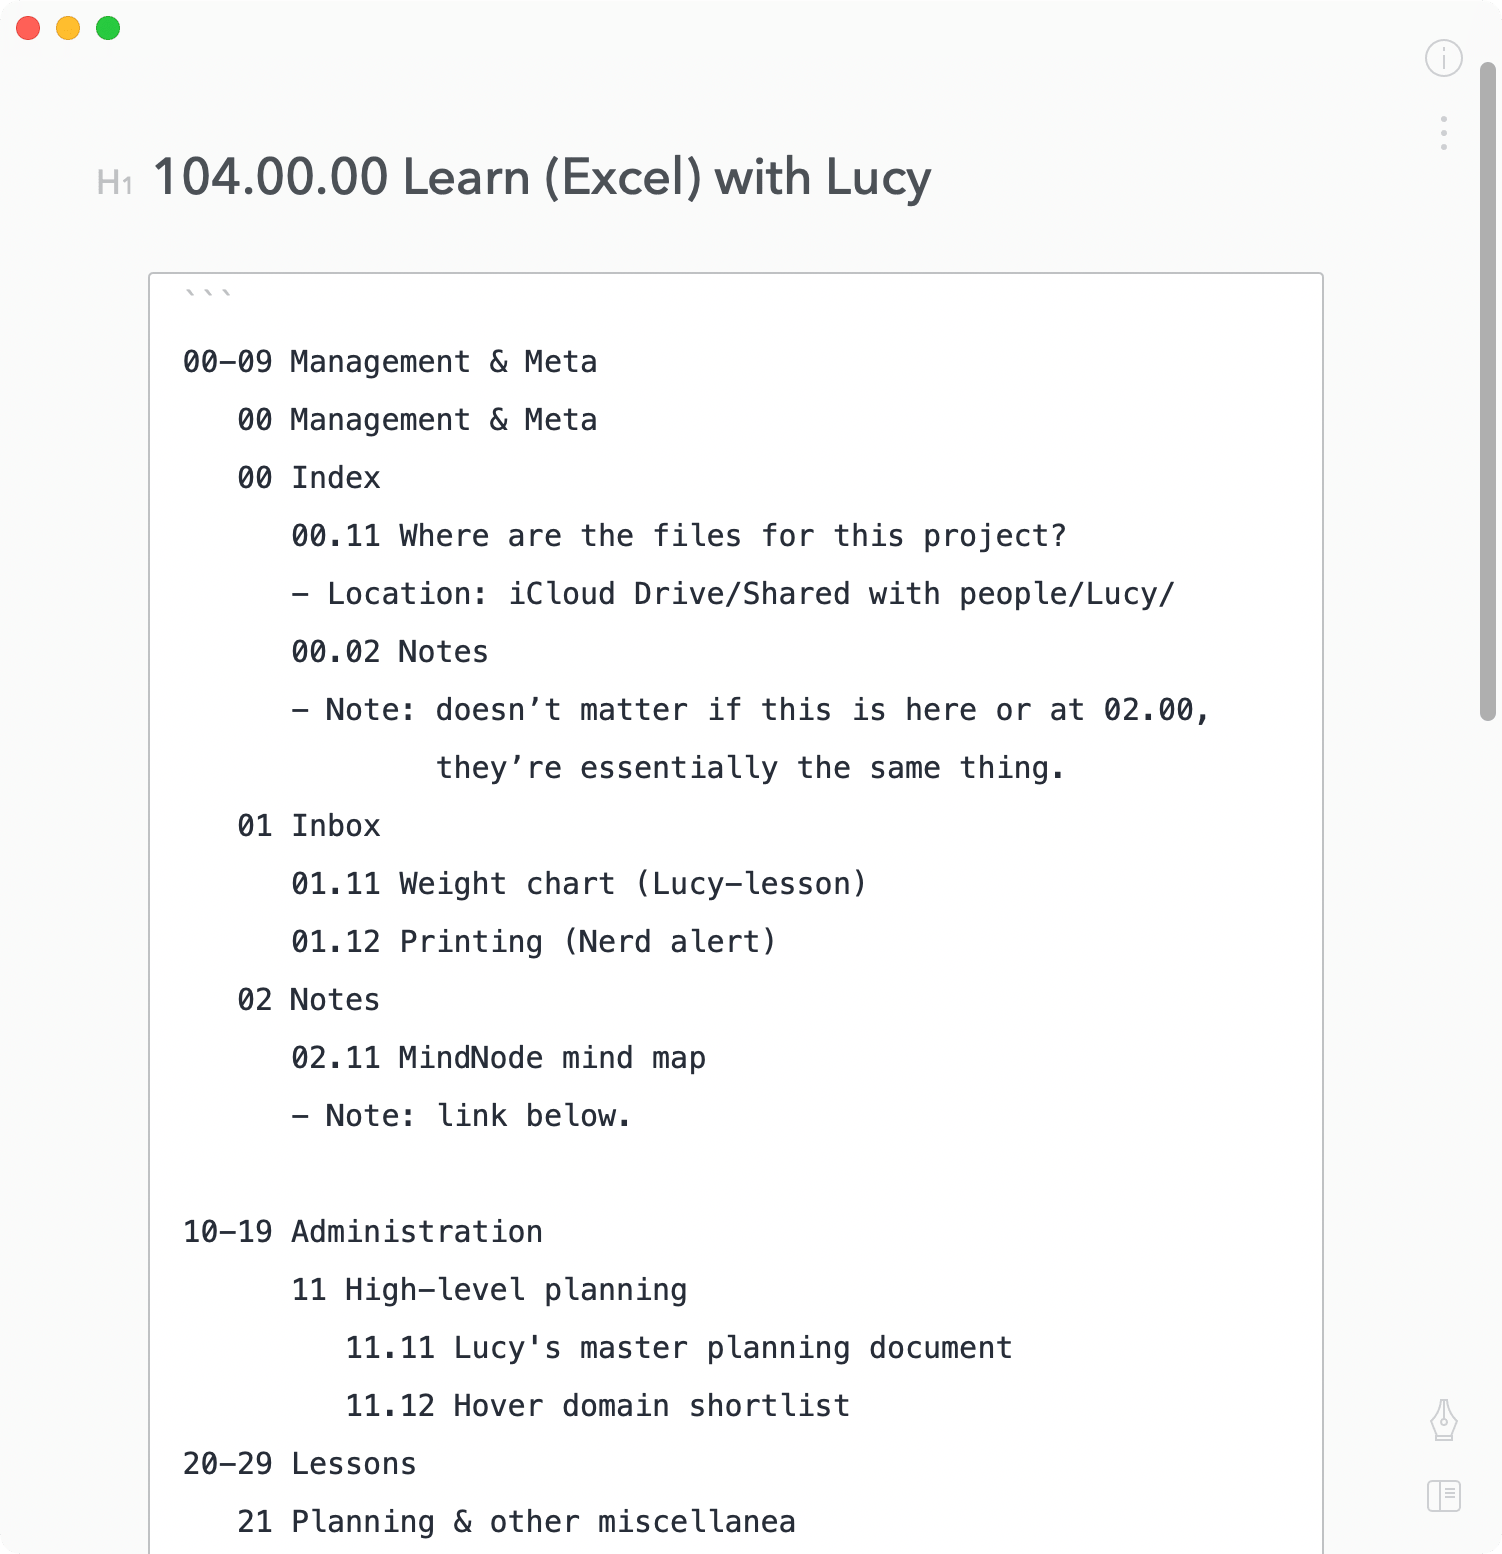 H1 104.00.00 Learn (Excel) with Lucy
```
00-09 Management & Meta
00 Management & Meta
00 Index
00.11 Where are the files for this project?
- Location: iCloud Drive/Shared with people/Lucy/
00.02 Notes
- Note: doesn’t matter if this is here or at 02.00,
they’re essentially the same thing.
01 Inbox
01.11 Weight chart (Lucy-lesson)
01.12 Printing (Nerd alert)
02 Notes
02.11 MindNode mind map
- Note: link below.
10-19 Administration
11 High-level planning
11.11 Lucy's master planning document
11.12 Hover domain shortlist
20-29 Lessons
21 Planning & other miscellanea